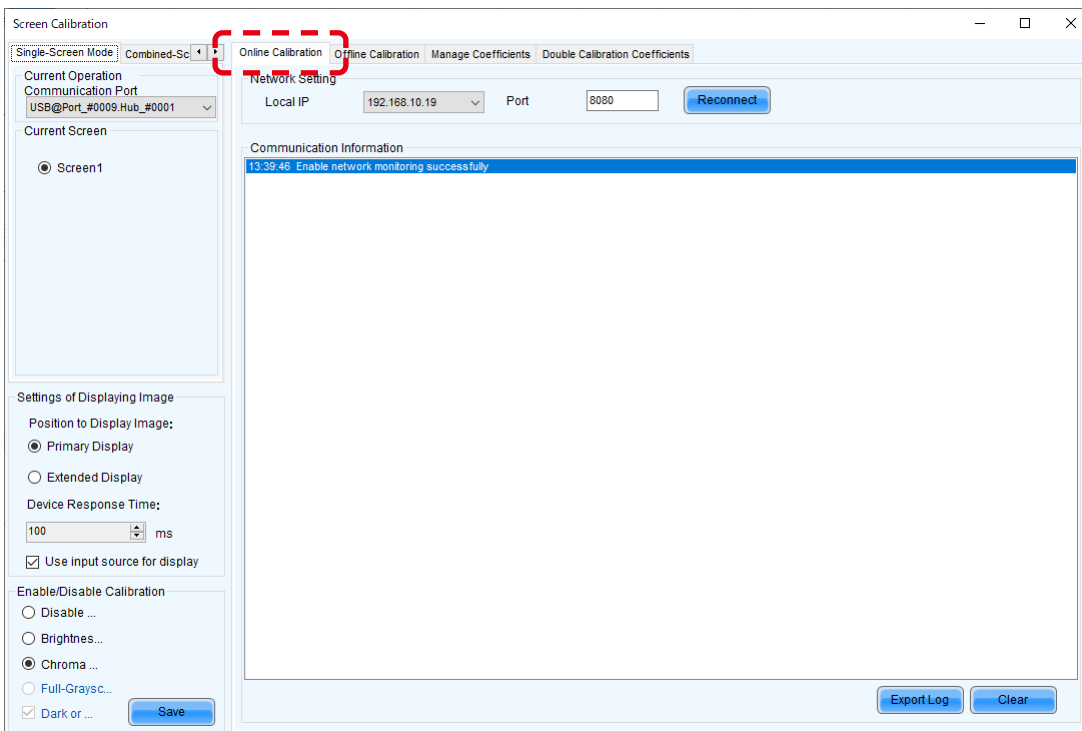 Screen Calibration
Single-Screen Mode
Combined-Sc
Current Operation
Communication Port
USB@Port_#0009.Hub_#0001
Current Screen
Screen1
Settings of Displaying Image
Position to Display Image:
Primary Display
Extended Display
Device Response Time:
100 ms
Use input source for display
Enable/Disable Calibration
Disable ...
Brightnes...
Chroma ...
Full-Graysc...
Dark or ...
Save
Online Calibration
Offline Calibration
Manage Coefficients
Double Calibration Coefficients
Network Setting
Local IP 192.168.10.19 Port 8080 Reconnect
Communication Information
13:39:46 Enable network monitoring successfully
Export Log
Clear